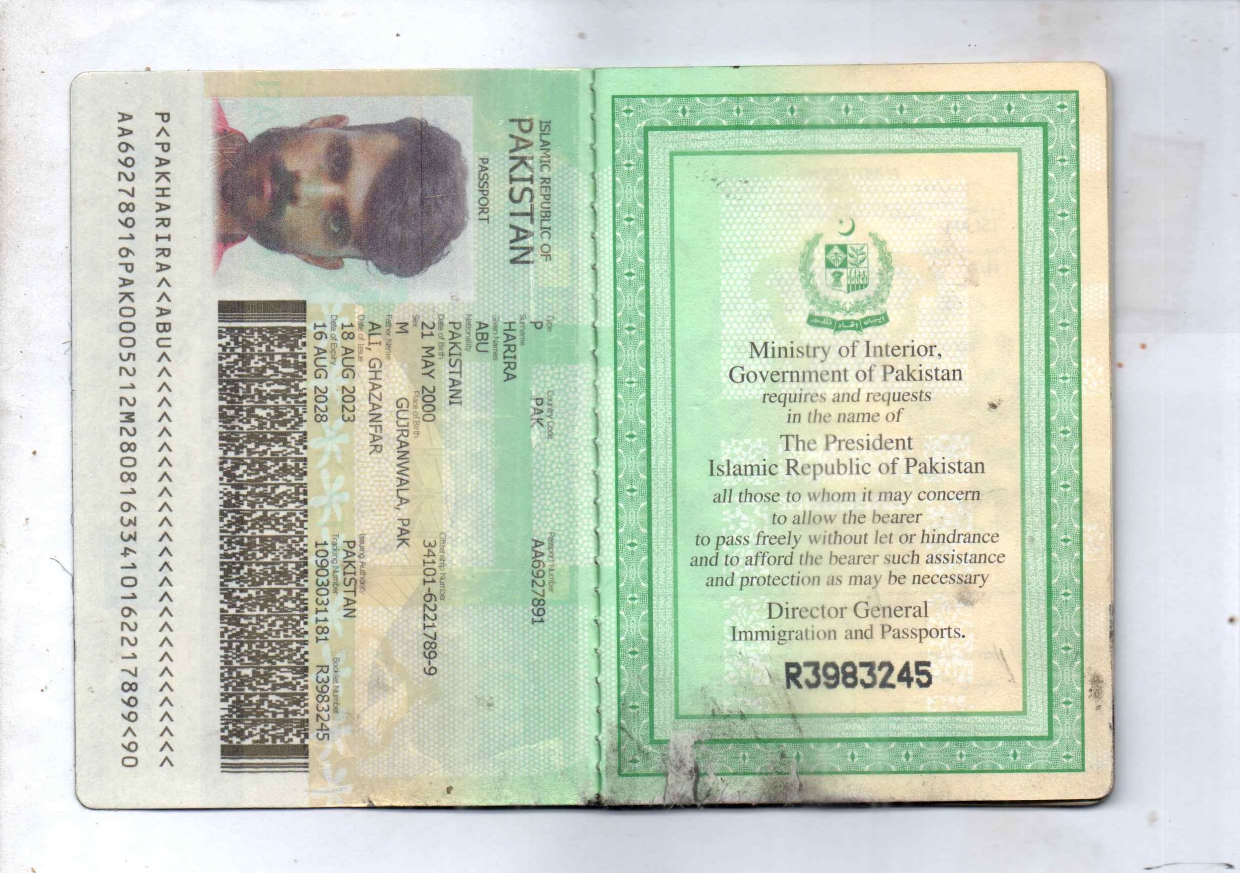 ISLAMIC REPUBLIC OF
PAKISTAN
PASSPORT
Type Country Code Passport Number
P PAK AA6927891
Surname
HARIRA
Given Names
ABU
Nationality
PAKISTANI
Date of Birth Citizenship Number
21 MAY 2000 34101-6221789-9
Sex Place of Birth
M GUJRANWALA, PAK
Father Name
ALI, GHAZANFAR
Date of Issue Issuing Authority
18 AUG 2023 PAKISTAN
Date of Expiry Tracking Number Booklet Number
16 AUG 2028 10903031181 R3983245
P<PAKHARIRA<<ABU<<<<<<<<<<<<<<<<<<<<<<<<<<<<
AA69278916PAK0005212M28081633410162217899<90
Ministry of Interior,
Government of Pakistan
requires and requests
in the name of
The President
Islamic Republic of Pakistan
all those to whom it may concern
to allow the bearer
to pass freely without let or hindrance
and to afford the bearer such assistance
and protection as may be necessary
Director General
Immigration and Passports.
R3983245